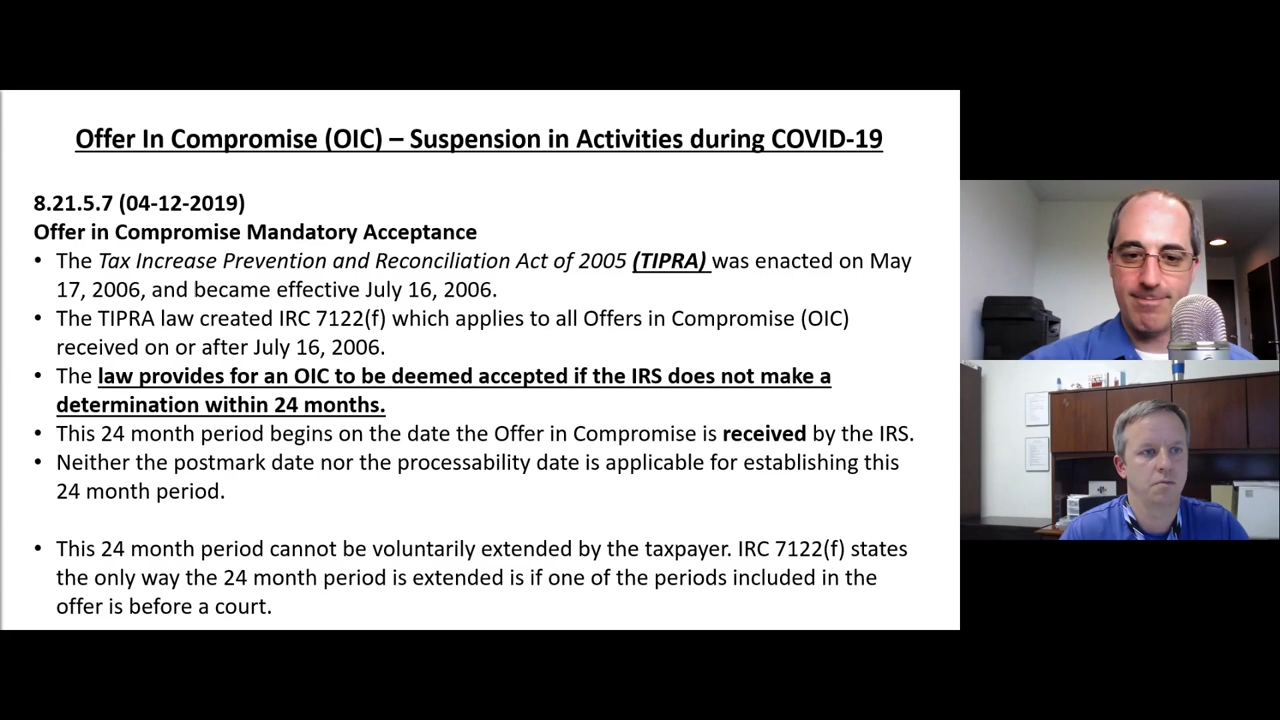 Offer In Compromise (OIC) – Suspension in Activities during COVID-19
8.21.5.7 (04-12-2019)
Offer in Compromise Mandatory Acceptance
• The Tax Increase Prevention and Reconciliation Act of 2005 (TIPRA) was enacted on May
17, 2006, and became effective July 16, 2006.
• The TIPRA law created IRC 7122(f) which applies to all Offers in Compromise (OIC)
received on or after July 16, 2006.
• The law provides for an OIC to be deemed accepted if the IRS does not make a
determination within 24 months.
• This 24 month period begins on the date the Offer in Compromise is received by the IRS.
• Neither the postmark date nor the processability date is applicable for establishing this
24 month period.
• This 24 month period cannot be voluntarily extended by the taxpayer. IRC 7122(f) states
the only way the 24 month period is extended is if one of the periods included in the
offer is before a court.